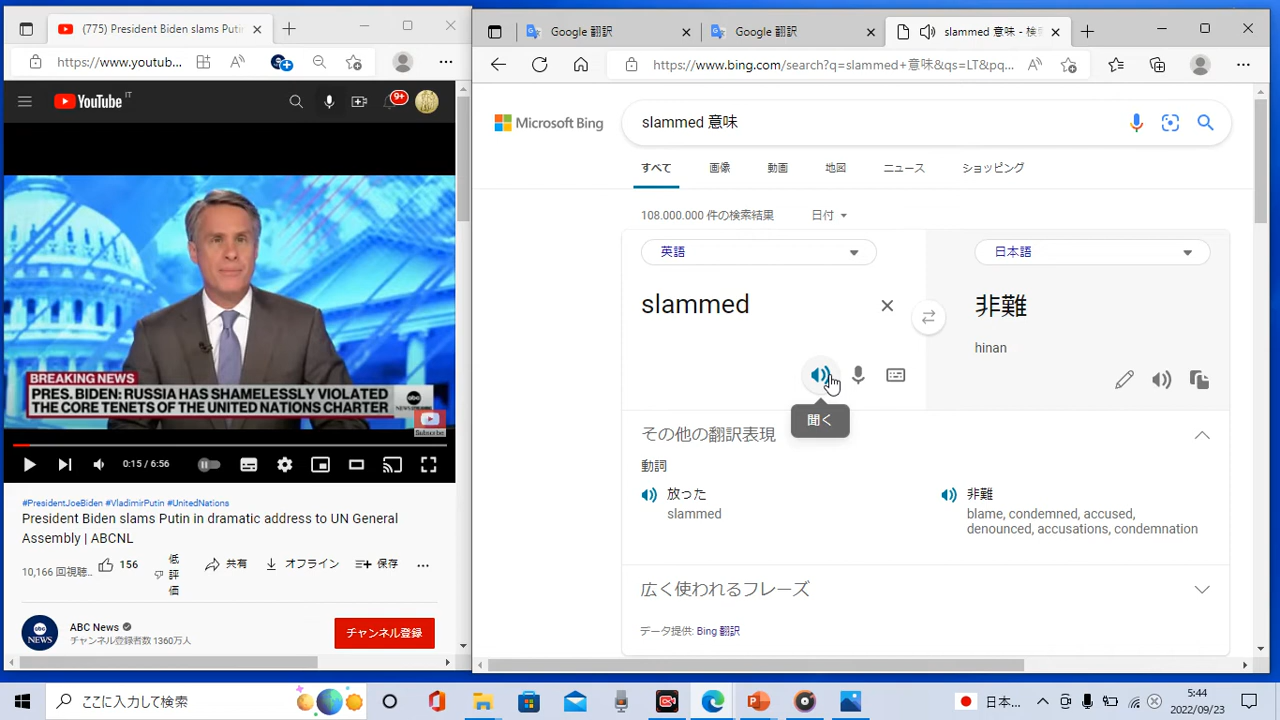 (775) President Biden slams Putin
https://www.youtub...
YouTube IT
9+
BREAKING NEWS
PRES. BIDEN: RUSSIA HAS SHAMELESSLY VIOLATED
THE CORE TENETS OF THE UNITED NATIONS CHARTER
abc NEWS
Subscribe
0:15 / 6:56
#PresidentJoeBiden #VladimirPutin #UnitedNations
President Biden slams Putin in dramatic address to UN General
Assembly | ABCNL
10,166 回視聴..
156
低評価
共有
オフライン
保存
...
abc NEWS
ABC News
チャンネル登録者数 1360万人
チャンネル登録
Google 翻訳
Google 翻訳
slammed 意味 - 検索
https://www.bing.com/search?q=slammed+意味&qs=LT&pq...
Microsoft Bing
slammed 意味
すべて
画像
動画
地図
ニュース
ショッピング
108.000.000 件の検索結果
日付
英語
日本語
slammed
非難
hinan
聞く
その他の翻訳表現
動詞
放った
slammed
非難
blame, condemned, accused,
denounced, accusations, condemnation
広く使われるフレーズ
データ提供: Bing 翻訳
ここに入力して検索
日本...
5:44
2022/09/23